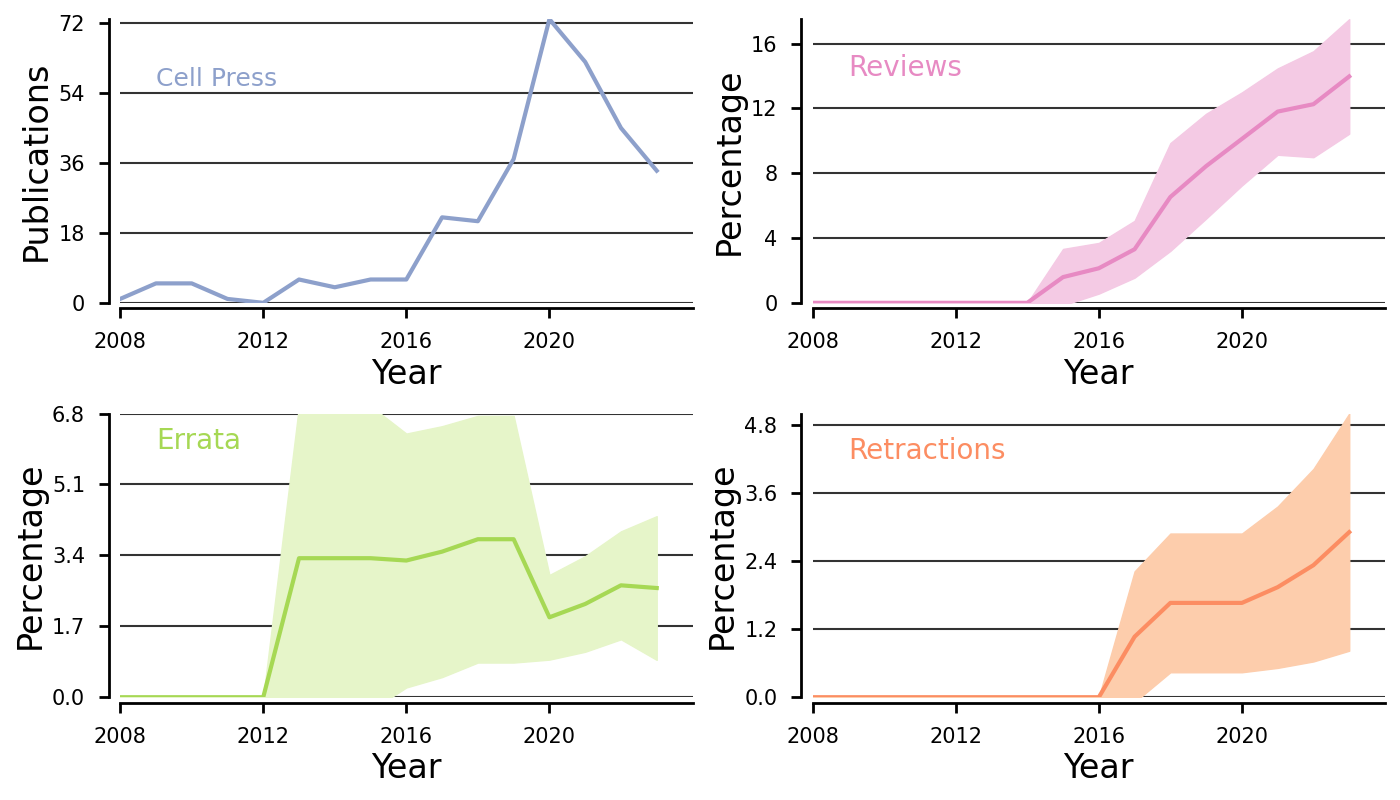 Publications
72
54
36
18
0
Cell Press
2008 2012 2016 2020
Year
Percentage
16
12
8
4
0
Reviews
2008 2012 2016 2020
Year
Percentage
6.8
5.1
3.4
1.7
0.0
Errata
2008 2012 2016 2020
Year
Percentage
4.8
3.6
2.4
1.2
0.0
Retractions
2008 2012 2016 2020
Year